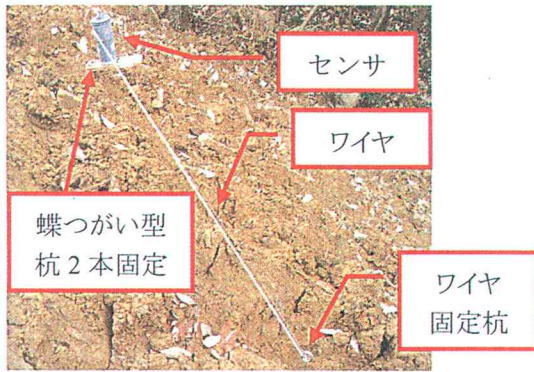 センサ
ワイヤ
蝶つがい型
杭2本固定
ワイヤ
固定杭